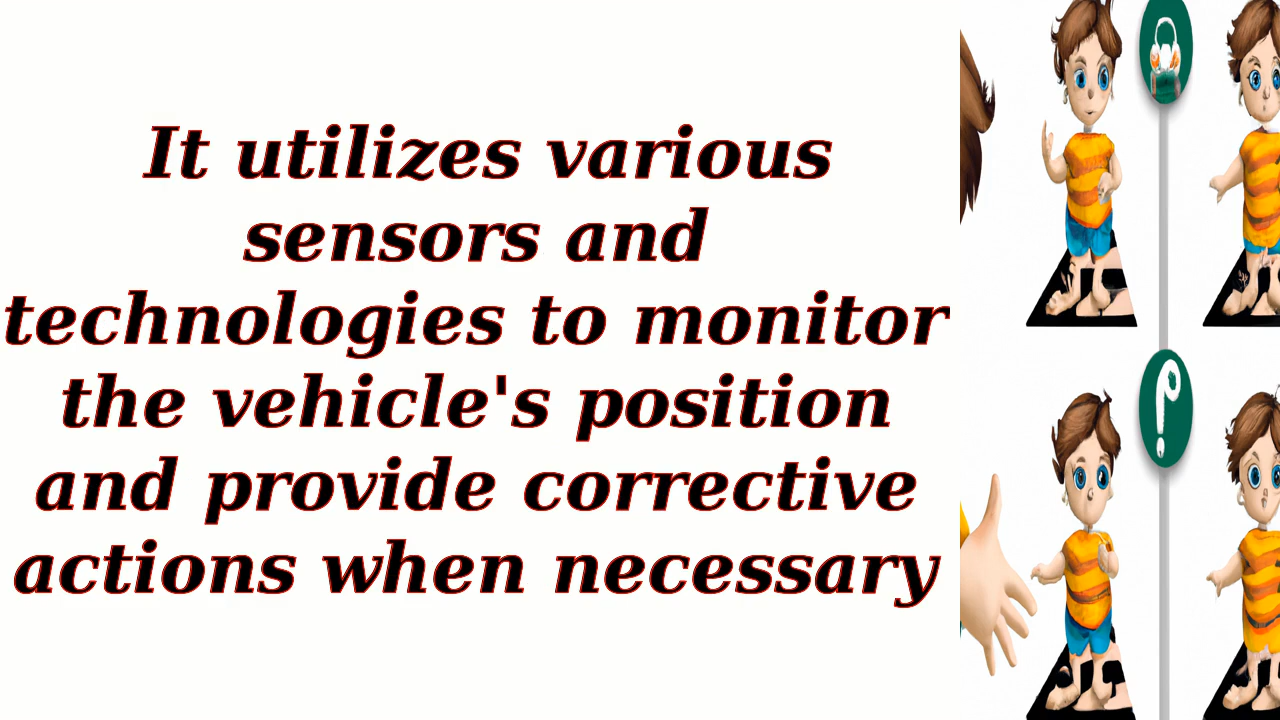 It utilizes various
sensors and
technologies to monitor
the vehicle's position
and provide corrective
actions when necessary